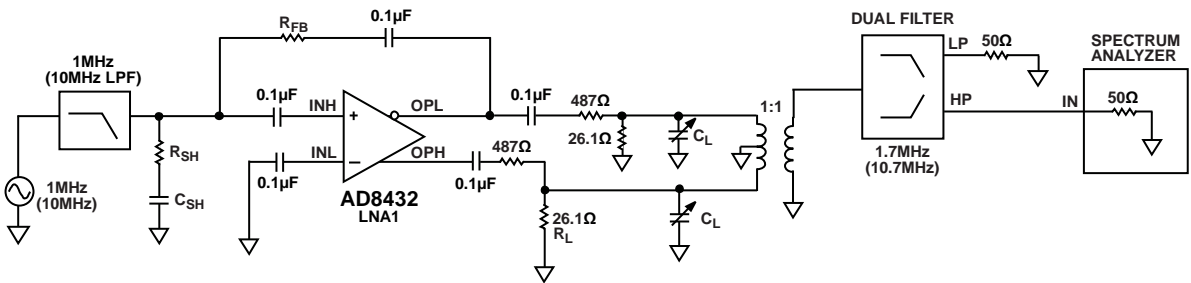 1MHz
(10MHz LPF)
1MHz
(10MHz)
RSH
CSH
RFB
0.1µF
0.1µF
0.1µF
INH
INL
+
–
OPL
OPH
AD8432
LNA1
0.1µF
487Ω
0.1µF
487Ω
26.1Ω
CL
26.1Ω
RL
CL
1:1
DUAL FILTER
LP
50Ω
HP
1.7MHz
(10.7MHz)
SPECTRUM
ANALYZER
IN
50Ω